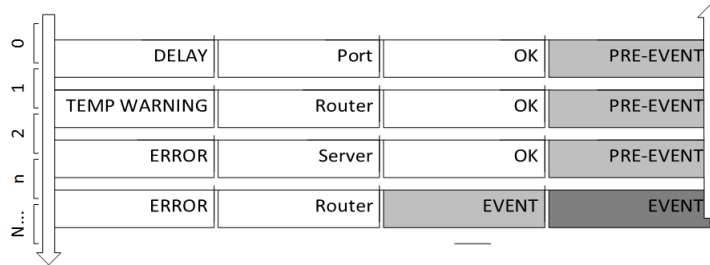 0
DELAY Port OK PRE-EVENT
1
TEMP WARNING Router OK PRE-EVENT
2
ERROR Server OK PRE-EVENT
n
ERROR Router EVENT EVENT
N...